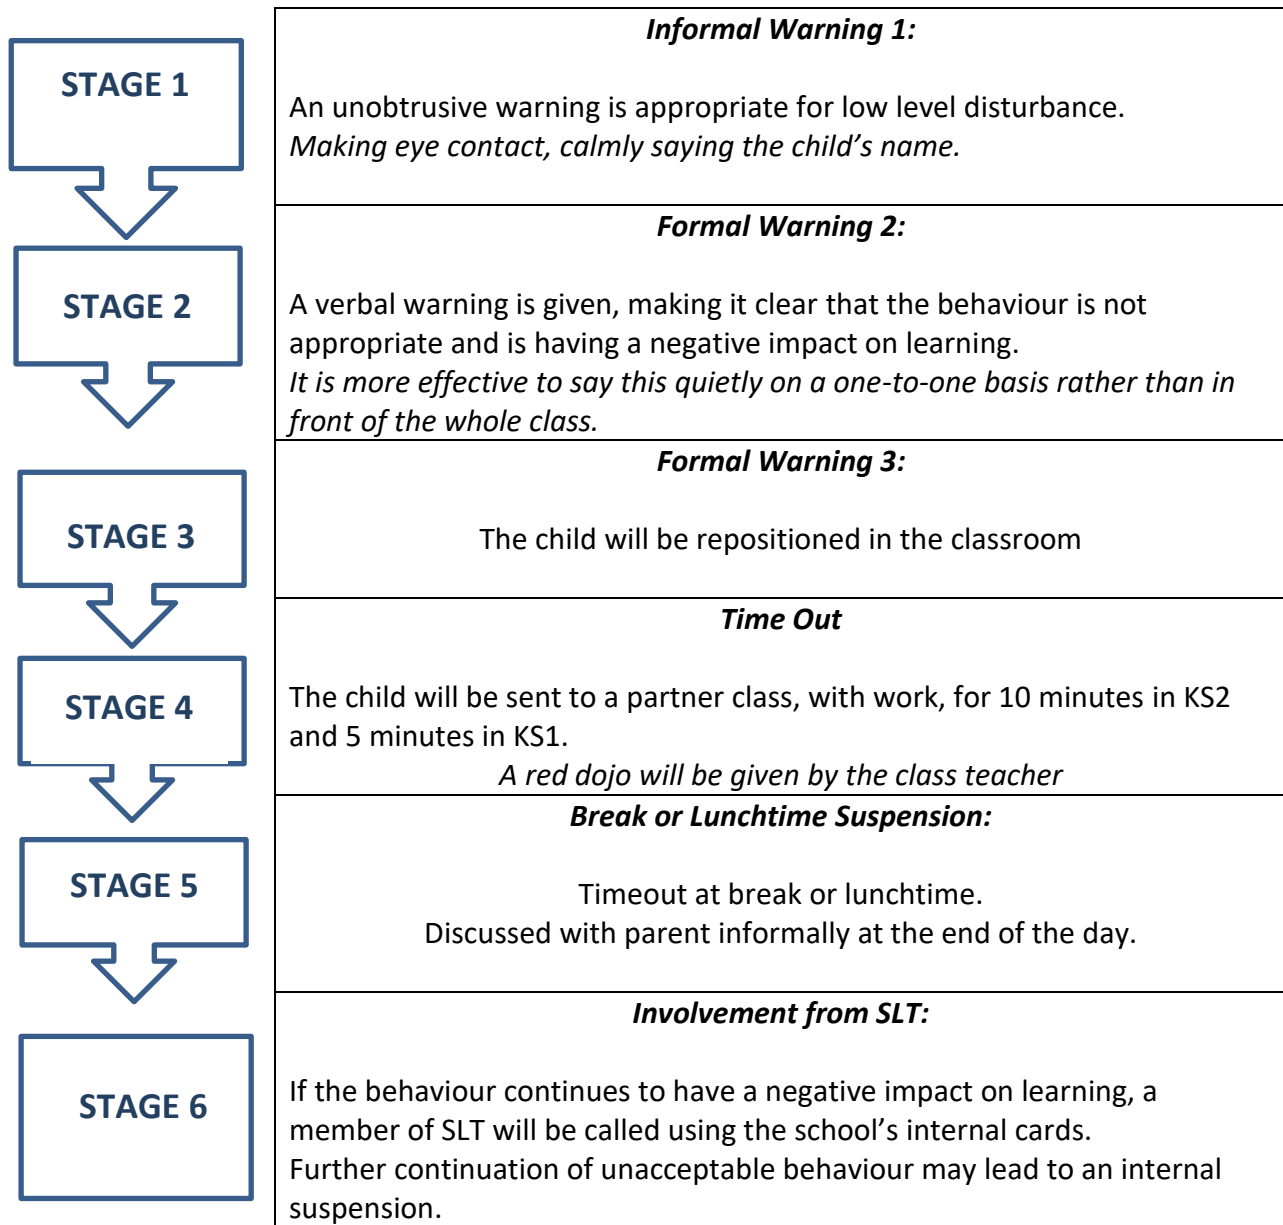 STAGE 1
Informal Warning 1:
An unobtrusive warning is appropriate for low level disturbance.
Making eye contact, calmly saying the child’s name.
STAGE 2
Formal Warning 2:
A verbal warning is given, making it clear that the behaviour is not
appropriate and is having a negative impact on learning.
It is more effective to say this quietly on a one-to-one basis rather than in
front of the whole class.
STAGE 3
Formal Warning 3:
The child will be repositioned in the classroom
STAGE 4
Time Out
The child will be sent to a partner class, with work, for 10 minutes in KS2
and 5 minutes in KS1.
A red dojo will be given by the class teacher
STAGE 5
Break or Lunchtime Suspension:
Timeout at break or lunchtime.
Discussed with parent informally at the end of the day.
STAGE 6
Involvement from SLT:
If the behaviour continues to have a negative impact on learning, a
member of SLT will be called using the school’s internal cards.
Further continuation of unacceptable behaviour may lead to an internal
suspension.